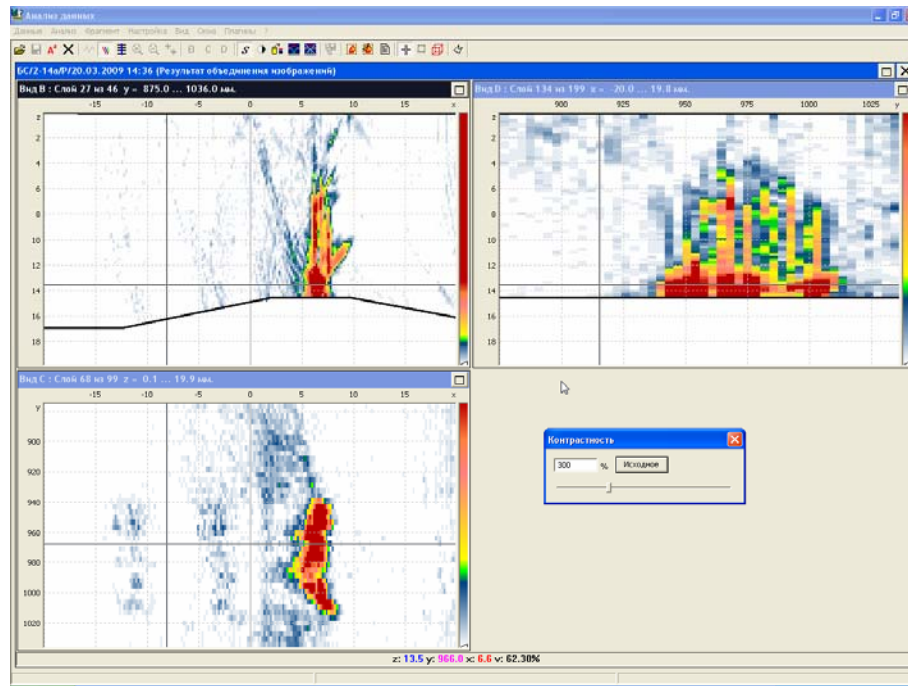 Анализ данных
Данные Анализ Фрагмент Настройка Вид Окна Плагины ?
B C D S
БС/2-14a/P/20.03.2009 14:36 (Результат объединения изображений)
Вид B : Слой 27 из 46 y = 875.0 ... 1036.0 мм.
-15 -10 -5 0 5 10 15 x
z
2
4
6
8
10
12
14
16
18
Вид D : Слой 134 из 199 x = -20.0 ... 19.8 мм.
900 925 950 975 1000 1025 y
z
2
4
6
8
10
12
14
16
18
Вид C : Слой 68 из 99 z = 0.1 ... 19.9 мм.
-15 -10 -5 0 5 10 15 x
y
900
920
940
960
980
1000
1020
Контрастность
300 % Исходное
z: 13.5 y: 966.0 x: 6.6 v: 62.30%